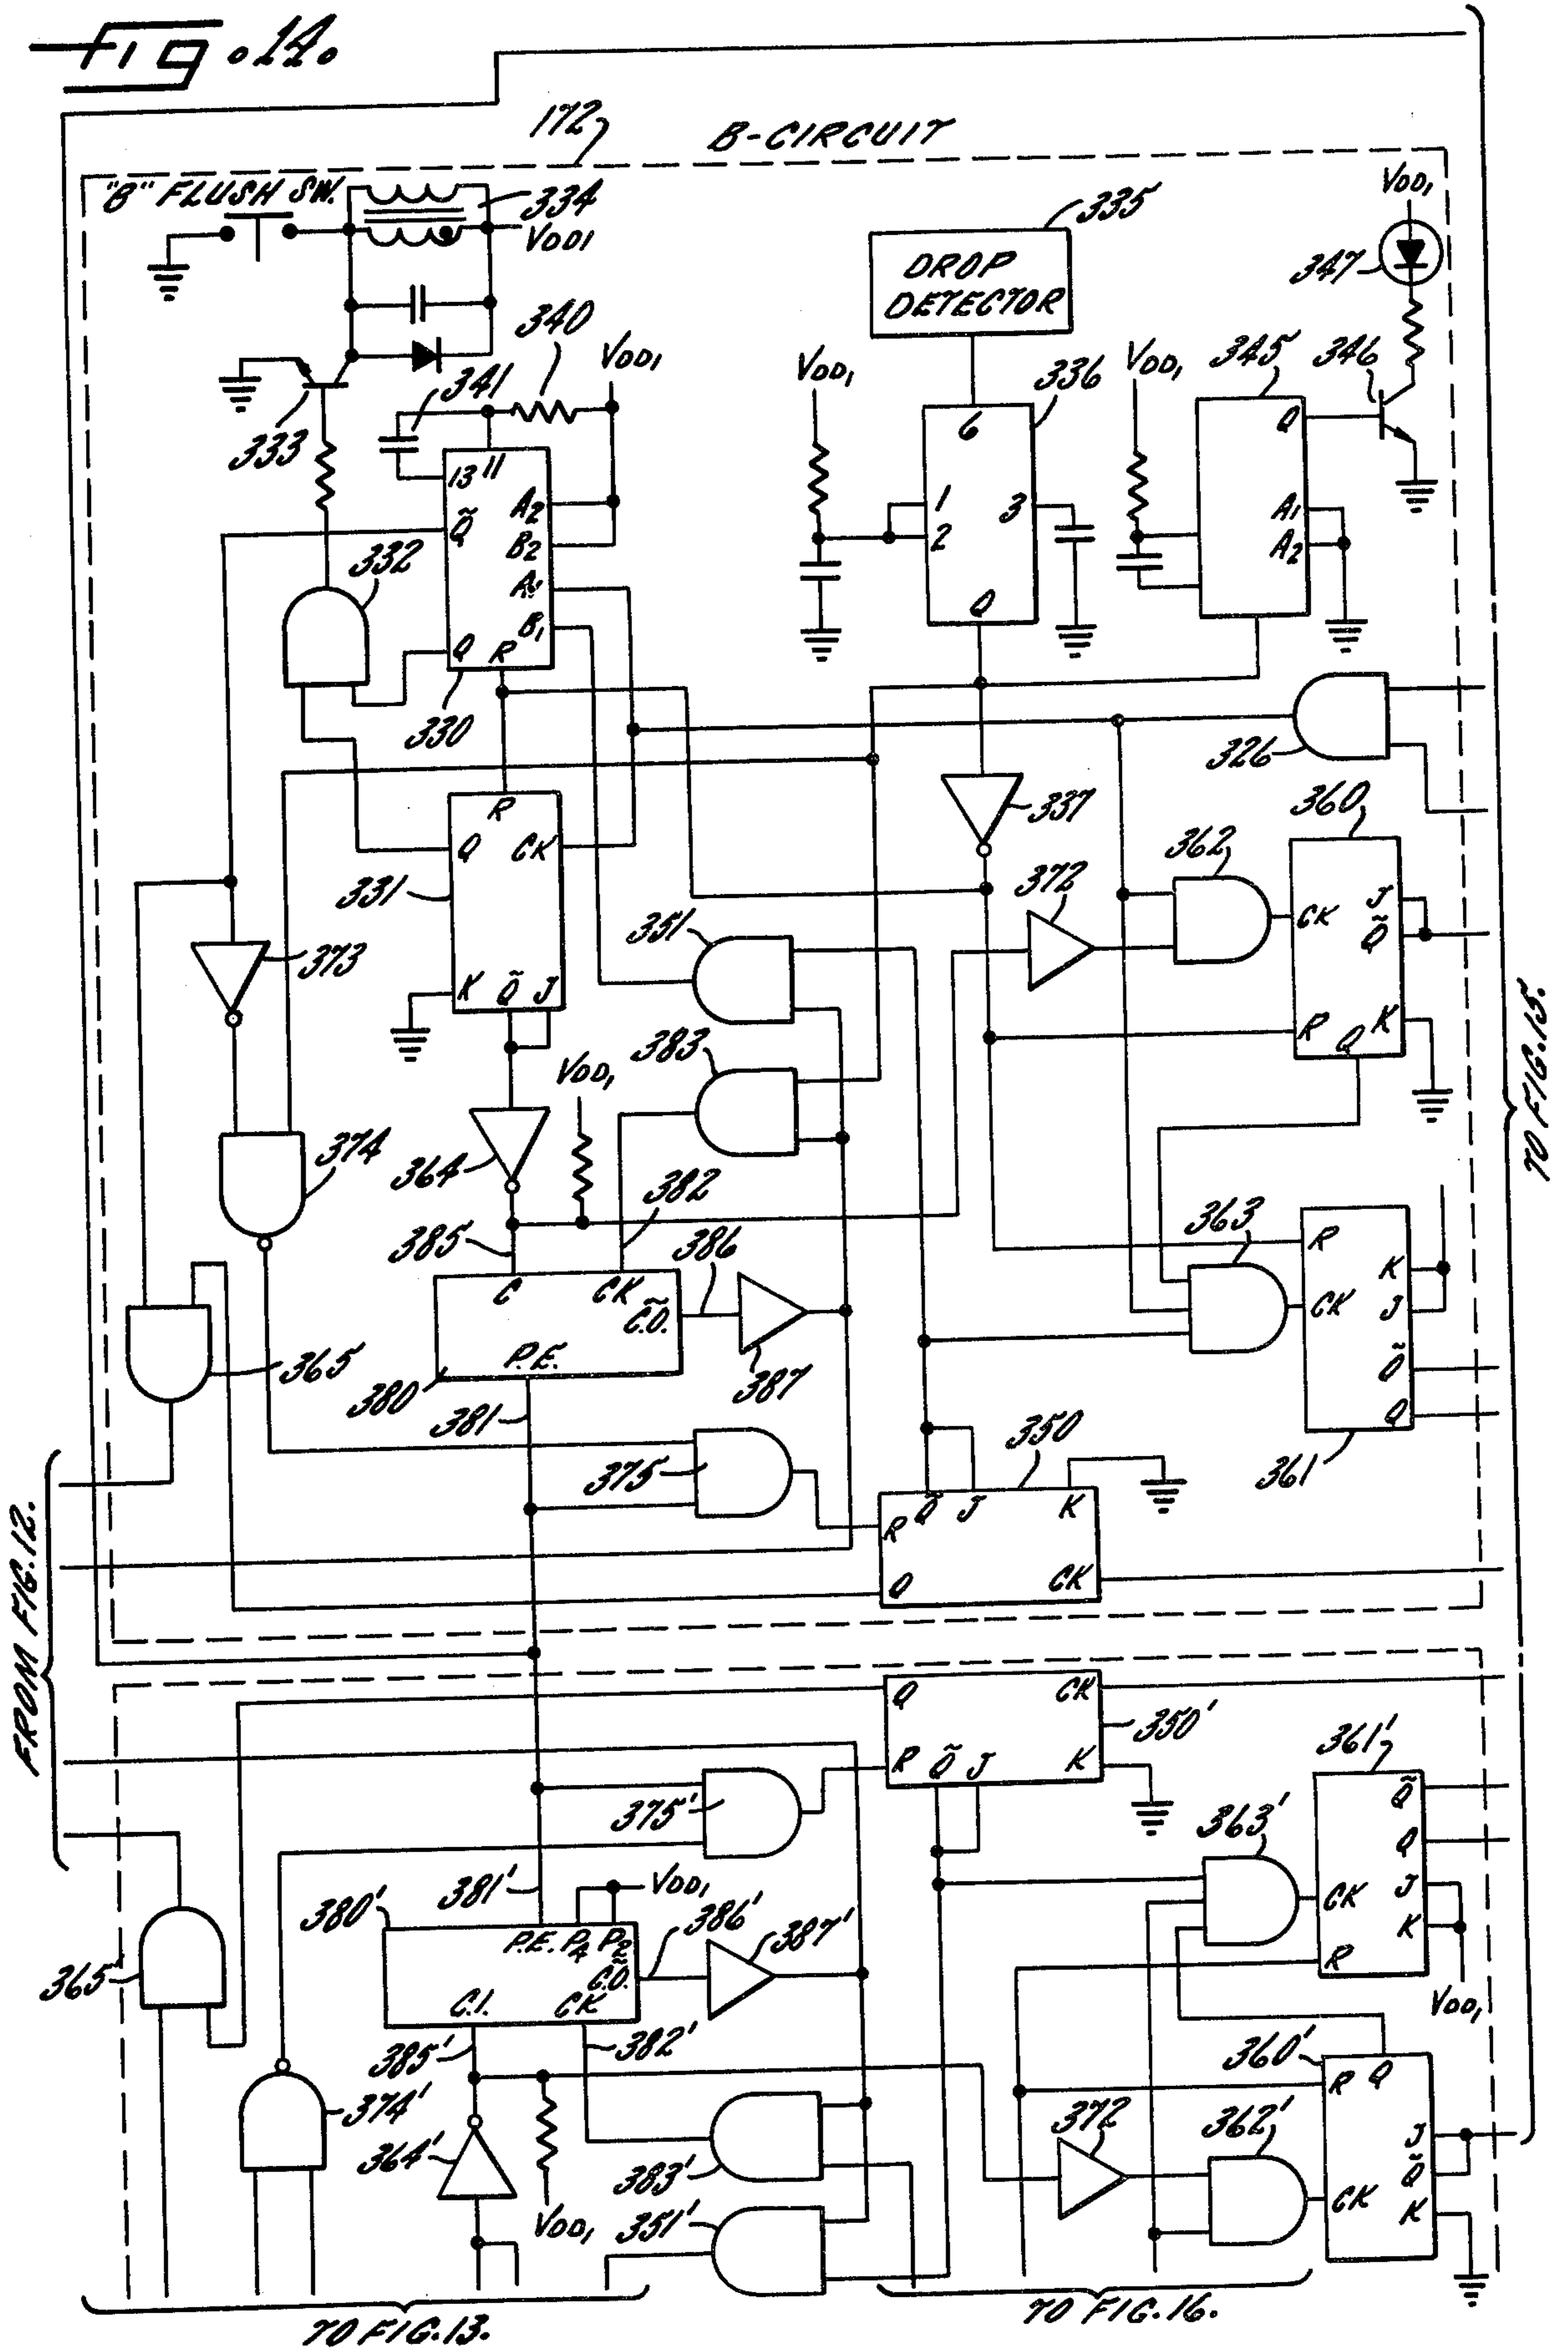 Fig. 14.
172
B-CIRCUIT
"B" FLUSH SW.
334
VDD1
335
DROP
DETECTOR
VDD1
347
340
VDD1
341
333
VDD1
336
VDD1
345
346
13 11
Q̃
A2
B2
A1
B1
Q
R
330
332
6
1
2
3
Q
Q
A1
A2
326
337
R
Q
CK
331
K
Q̃
J
373
351
372
362
360
CK
J
Q̃
R
Q
K
383
VDD1
364
374
385
382
386
363
R
K
CK
J
Q̃
Q
361
C
CK
C̃.O.
P.E.
380
387
365
381
375
350
R
Q̃
J
K
Q
CK
FROM FIG.12.
TO FIG.15.
Q
CK
350'
R
Q̃
J
K
361'
Q̃
Q
J
K
CK
R
VDD1
375'
363'
381'
VDD1
380'
P.E.
P4
P2
C̃.O.
C.I.
CK
386'
387'
365'
385'
382'
374'
364'
VDD1
383'
351'
372
362'
360'
R
Q
J
Q̃
CK
K
TO FIG.13.
TO FIG.16.